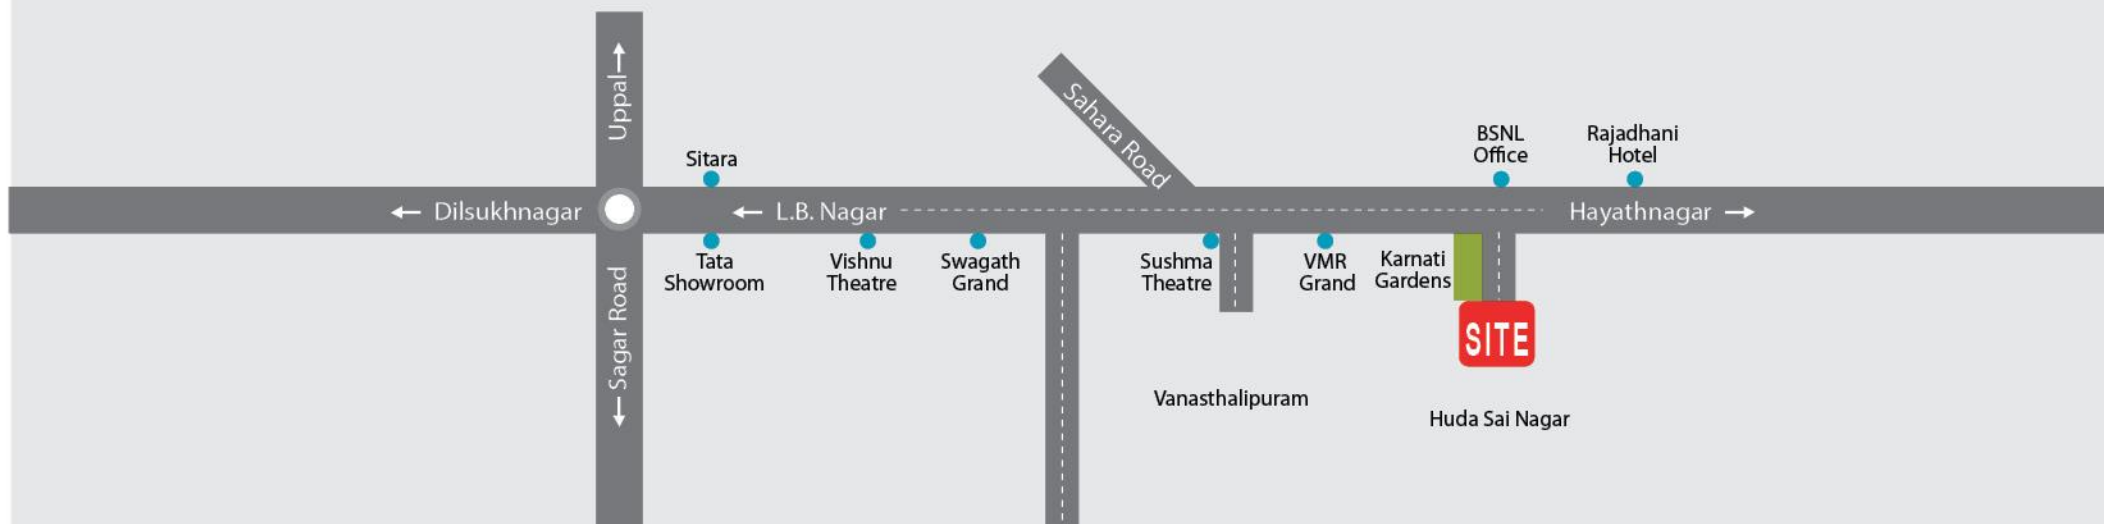 Uppal
Sahara Road
Sitara
BSNL
Office
Rajadhani
Hotel
Dilsukhnagar
L.B. Nagar
Hayathnagar
Sagar Road
Tata
Showroom
Vishnu
Theatre
Swagath
Grand
Sushma
Theatre
VMR
Grand
Karnati
Gardens
SITE
Vanasthalipuram
Huda Sai Nagar